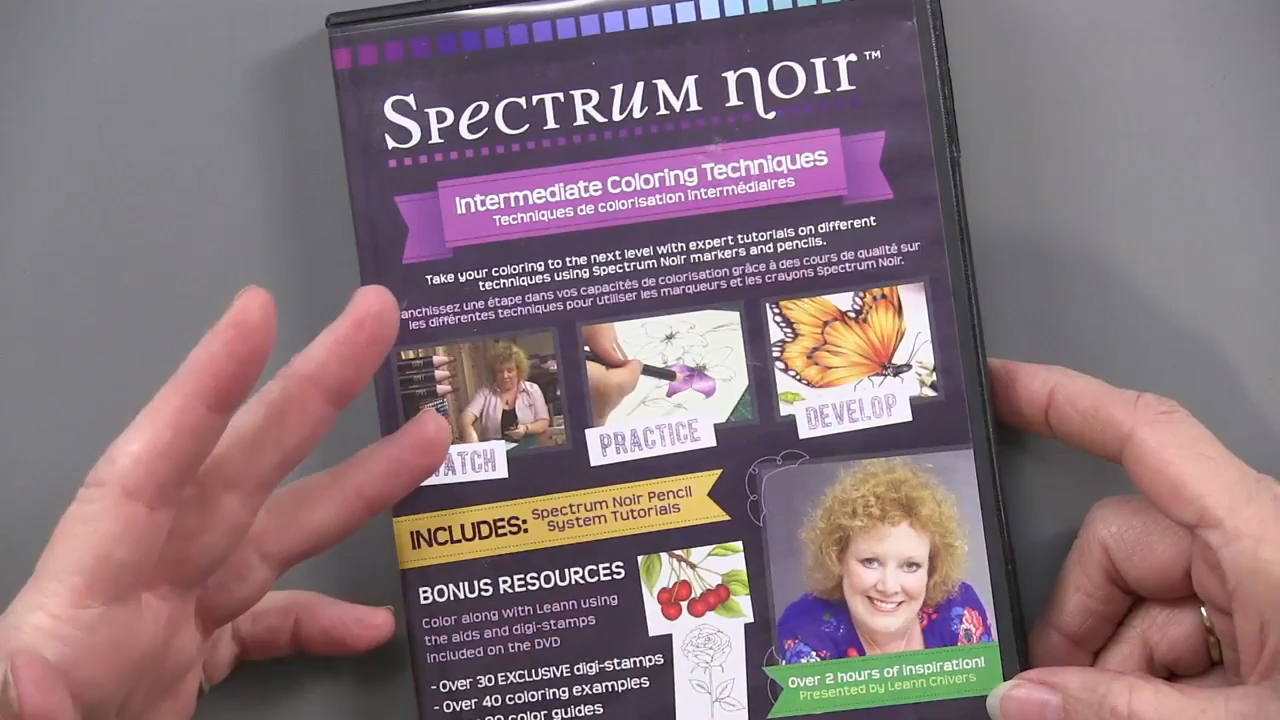 SPeCTRuM noIr™
Intermediate Coloring Techniques
Techniques de colorisation intermédiaires
Take your coloring to the next level with expert tutorials on different
techniques using Spectrum Noir markers and pencils.
une étape dans vos capacités de colorisation grâce à des cours de qualité sur
les différentes techniques pour utiliser les marqueurs et les crayons Spectrum Noir.
PRACTICE
DEVELOP
INCLUDES: Spectrum Noir Pencil
System Tutorials
BONUS RESOURCES
Color along with Leann using
the aids and digi-stamps
included on the DVD
- Over 30 EXCLUSIVE digi-stamps
- Over 40 coloring examples
color guides
Over 2 hours of inspiration!
Presented by Leann Chivers